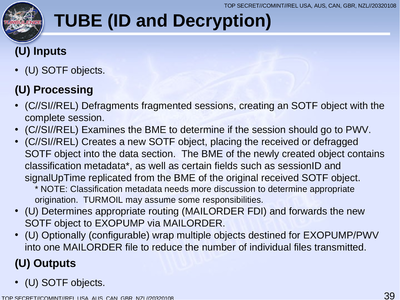 TOP SECRET//COMINT//REL USA, AUS, CAN, GBR, NZL//20320108
TUBE (ID and Decryption)
(U) Inputs
• (U) SOTF objects.
(U) Processing
• (C//SI//REL) Defragments fragmented sessions, creating an SOTF object with the
complete session.
• (C//SI//REL) Examines the BME to determine if the session should go to PWV.
• (C//SI//REL) Creates a new SOTF object, placing the received or defragged
SOTF object into the data section.  The BME of the newly created object contains
classification metadata*, as well as certain fields such as sessionID and
signalUpTime replicated from the BME of the original received SOTF object.
* NOTE: Classification metadata needs more discussion to determine appropriate
origination.  TURMOIL may assume some responsibilities.
• (U) Determines appropriate routing (MAILORDER FDI) and forwards the new
SOTF object to EXOPUMP via MAILORDER.
• (U) Optionally (configurable) wrap multiple objects destined for EXOPUMP/PWV
into one MAILORDER file to reduce the number of individual files transmitted.
(U) Outputs
• (U) SOTF objects.
TOP SECRET//COMINT//REL USA, AUS, CAN, GBR, NZL//20320108
39